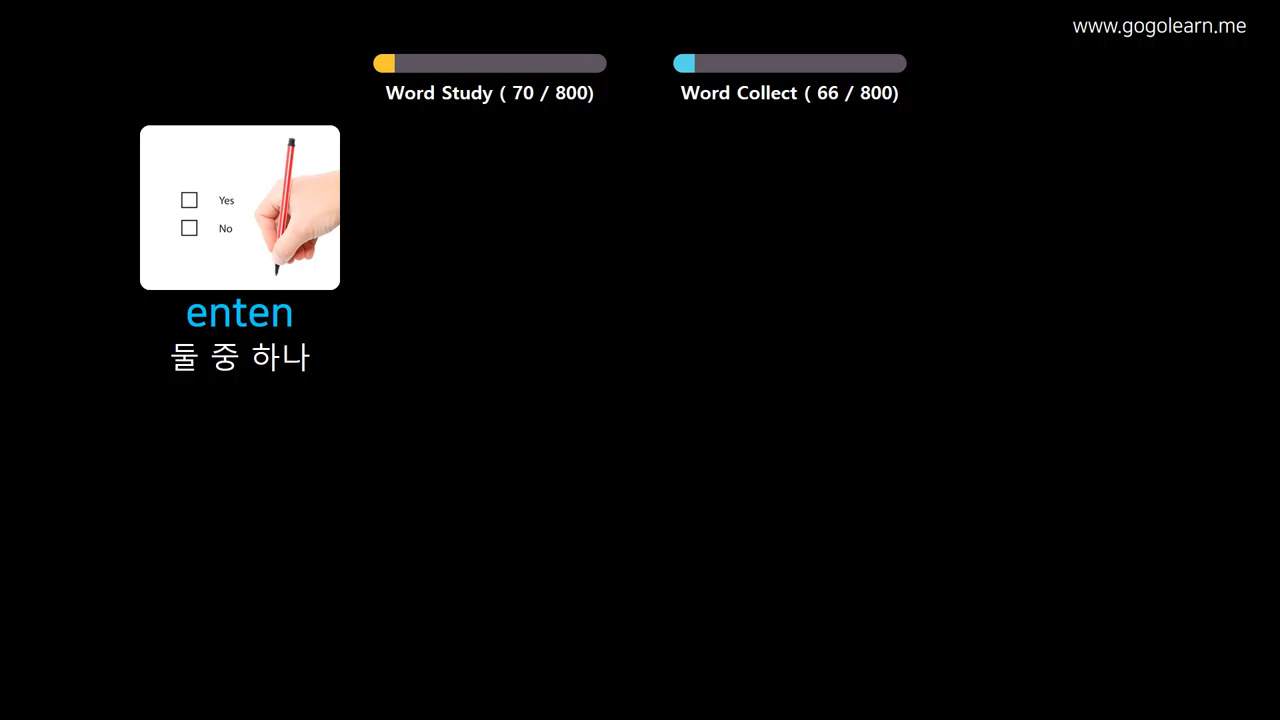 www.gogolearn.me
Word Study ( 70 / 800)
Word Collect ( 66 / 800)
Yes
No
enten
둘 중 하나